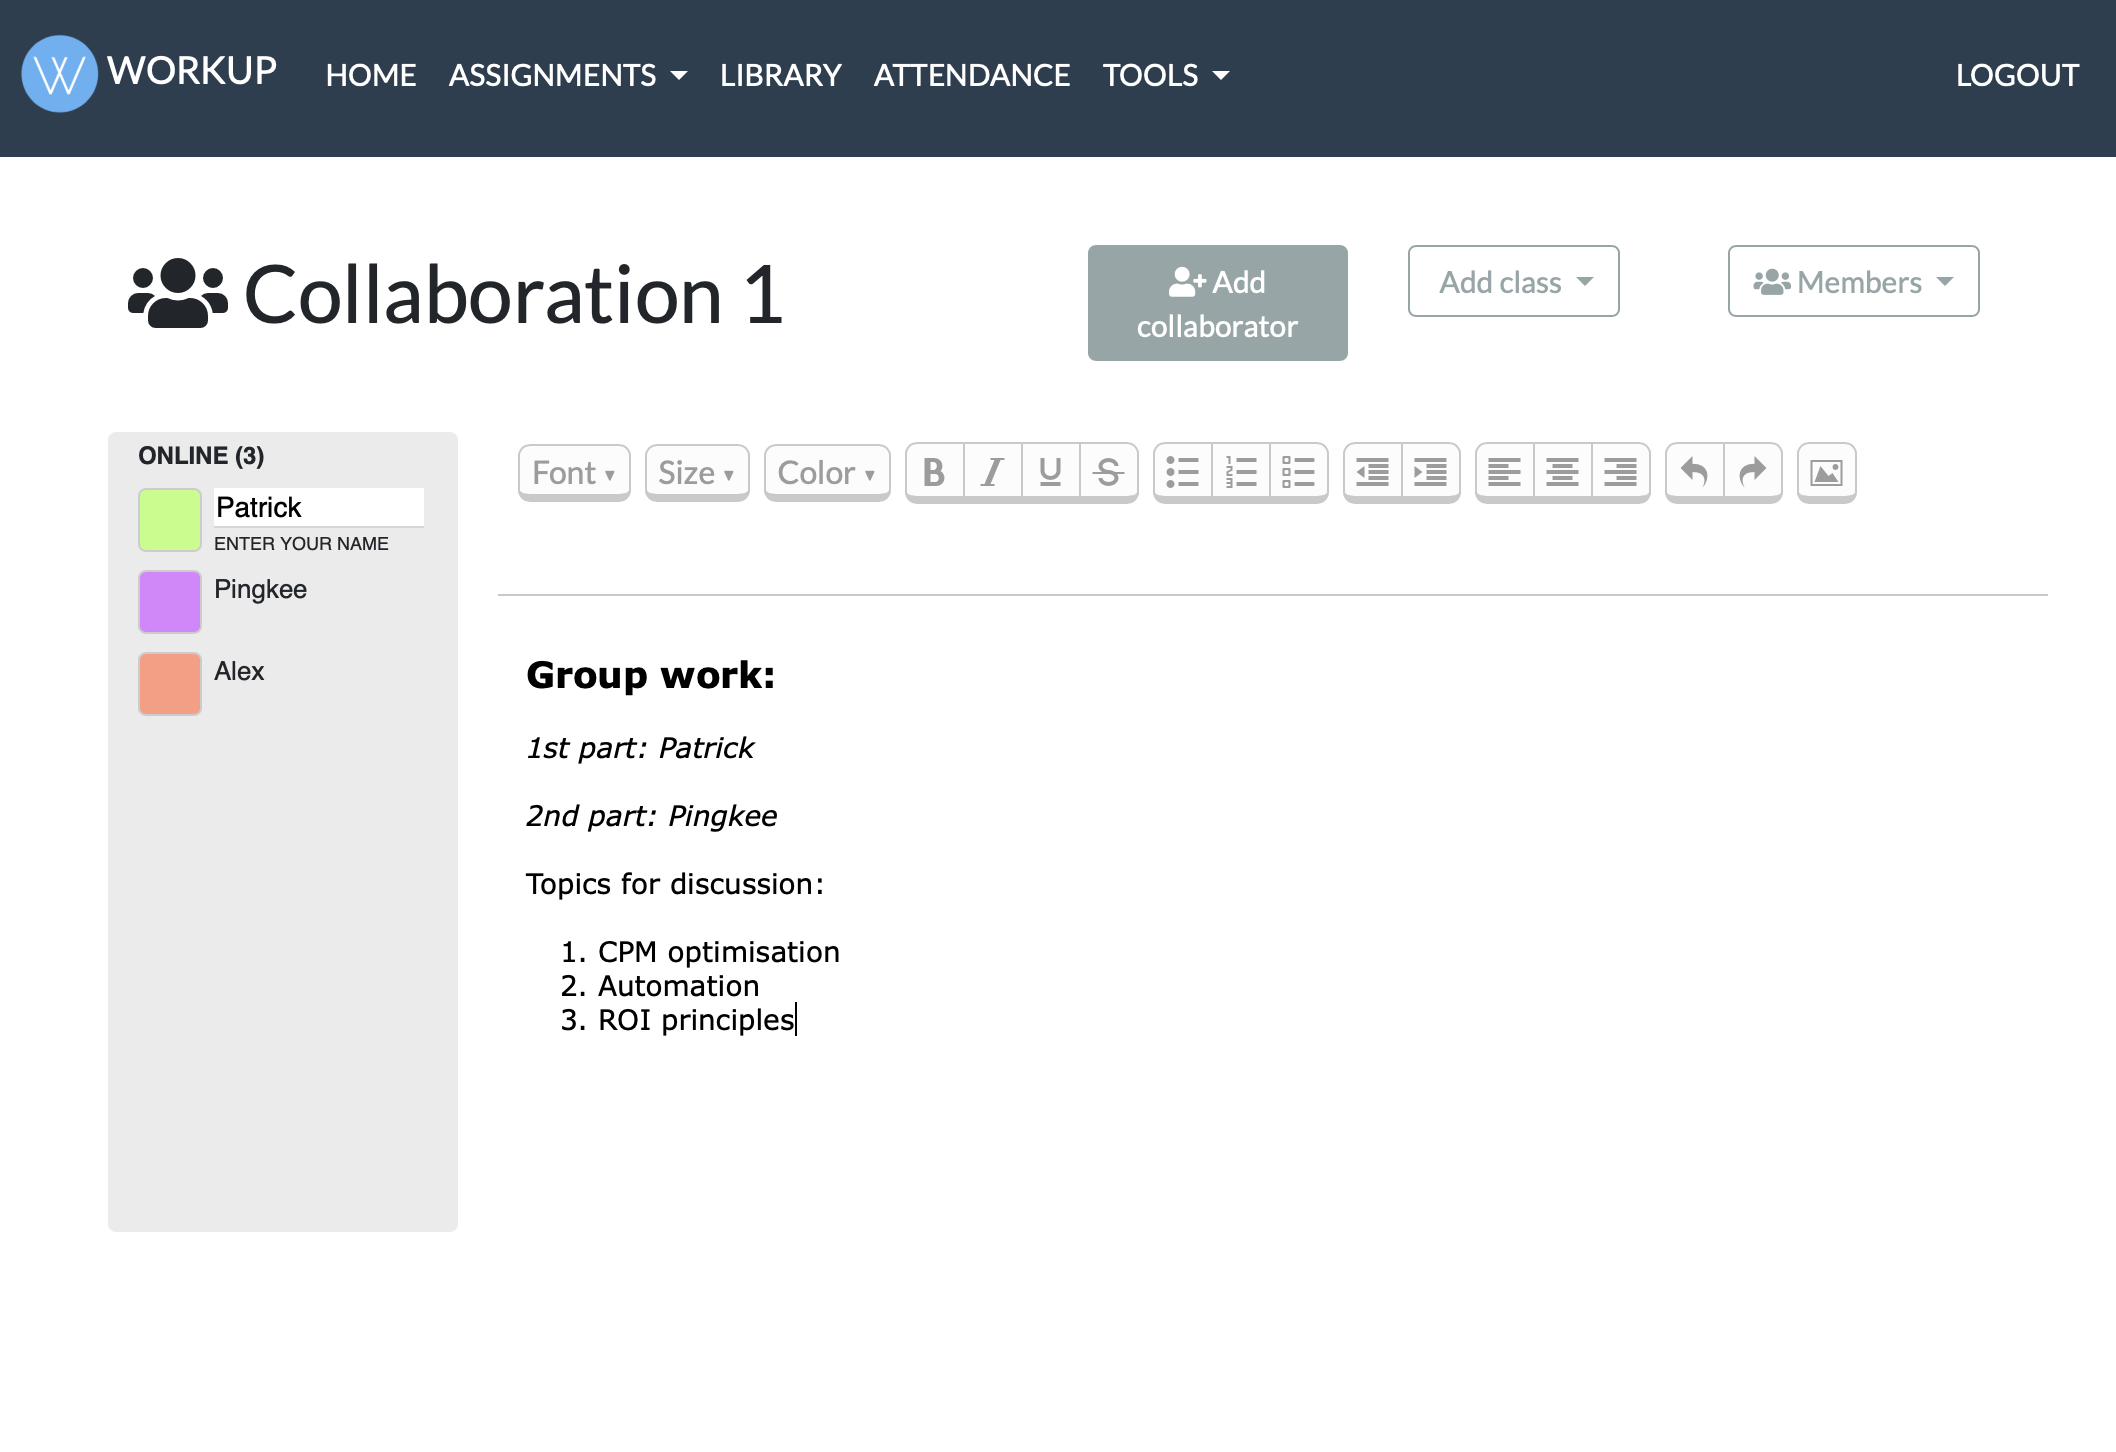 WORKUP HOME ASSIGNMENTS LIBRARY ATTENDANCE TOOLS LOGOUT
Collaboration 1
Add collaborator
Add class
Members
ONLINE (3)
Patrick
ENTER YOUR NAME
Pingkee
Alex
Font Size Color B I U S
Group work:
1st part: Patrick
2nd part: Pingkee
Topics for discussion:
1. CPM optimisation
2. Automation
3. ROI principles